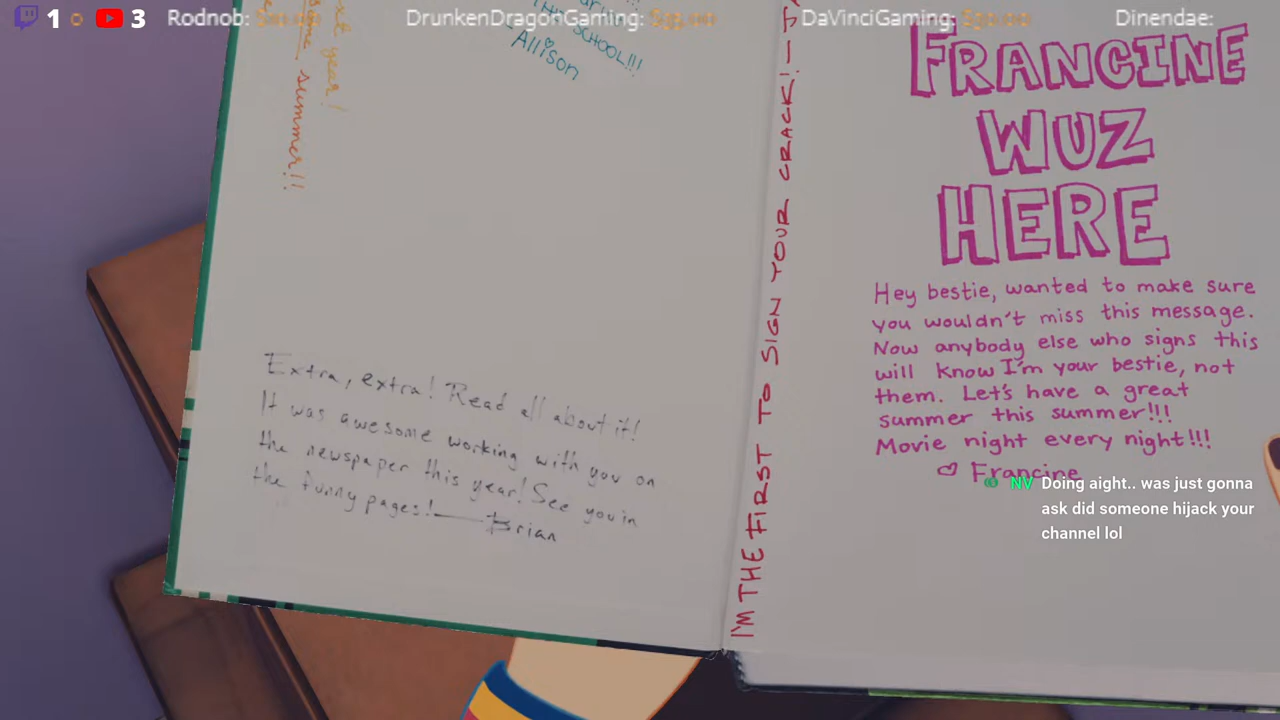 1 3 Rodnob: DrunkenDragonGaming: DaVinciGaming: Dinendae:
year!
summer!!
SCHOOL!!!
-Allison
Extra, extra! Read all about it!
It was awesome working with you on
the newspaper this year! See you in
the funny pages! — Brian
I'M THE FIRST TO SIGN YOUR CRACK! -
FRANCINE
WUZ
HERE
Hey bestie, wanted to make sure
you wouldn't miss this message.
Now anybody else who signs this
will know I'm your bestie, not
them. Let's have a great
summer this summer!!!
Movie night every night!!!
♡ Francine
NV Doing aight.. was just gonna
ask did someone hijack your
channel lol